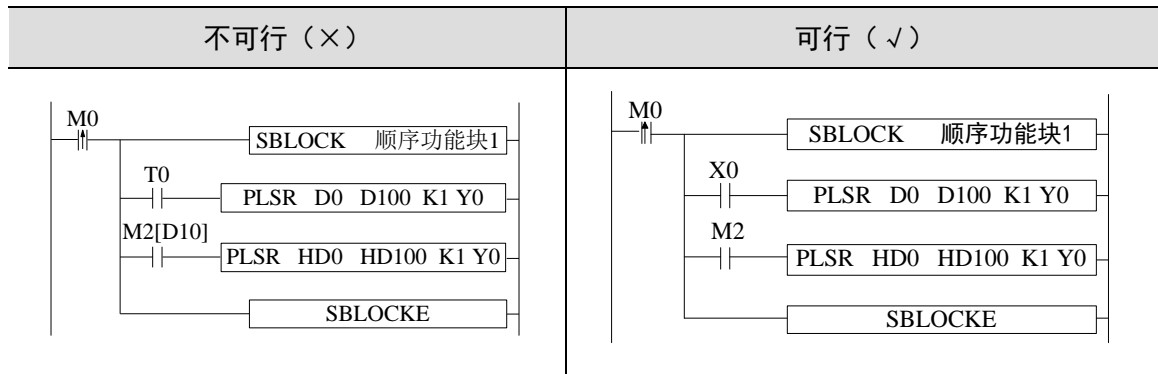 不可行（×） 可行（√）
M0 M0
SBLOCK 顺序功能块1 SBLOCK 顺序功能块1
T0 X0
PLSR D0 D100 K1 Y0 PLSR D0 D100 K1 Y0
M2[D10] M2
PLSR HD0 HD100 K1 Y0 PLSR HD0 HD100 K1 Y0
SBLOCKE SBLOCKE